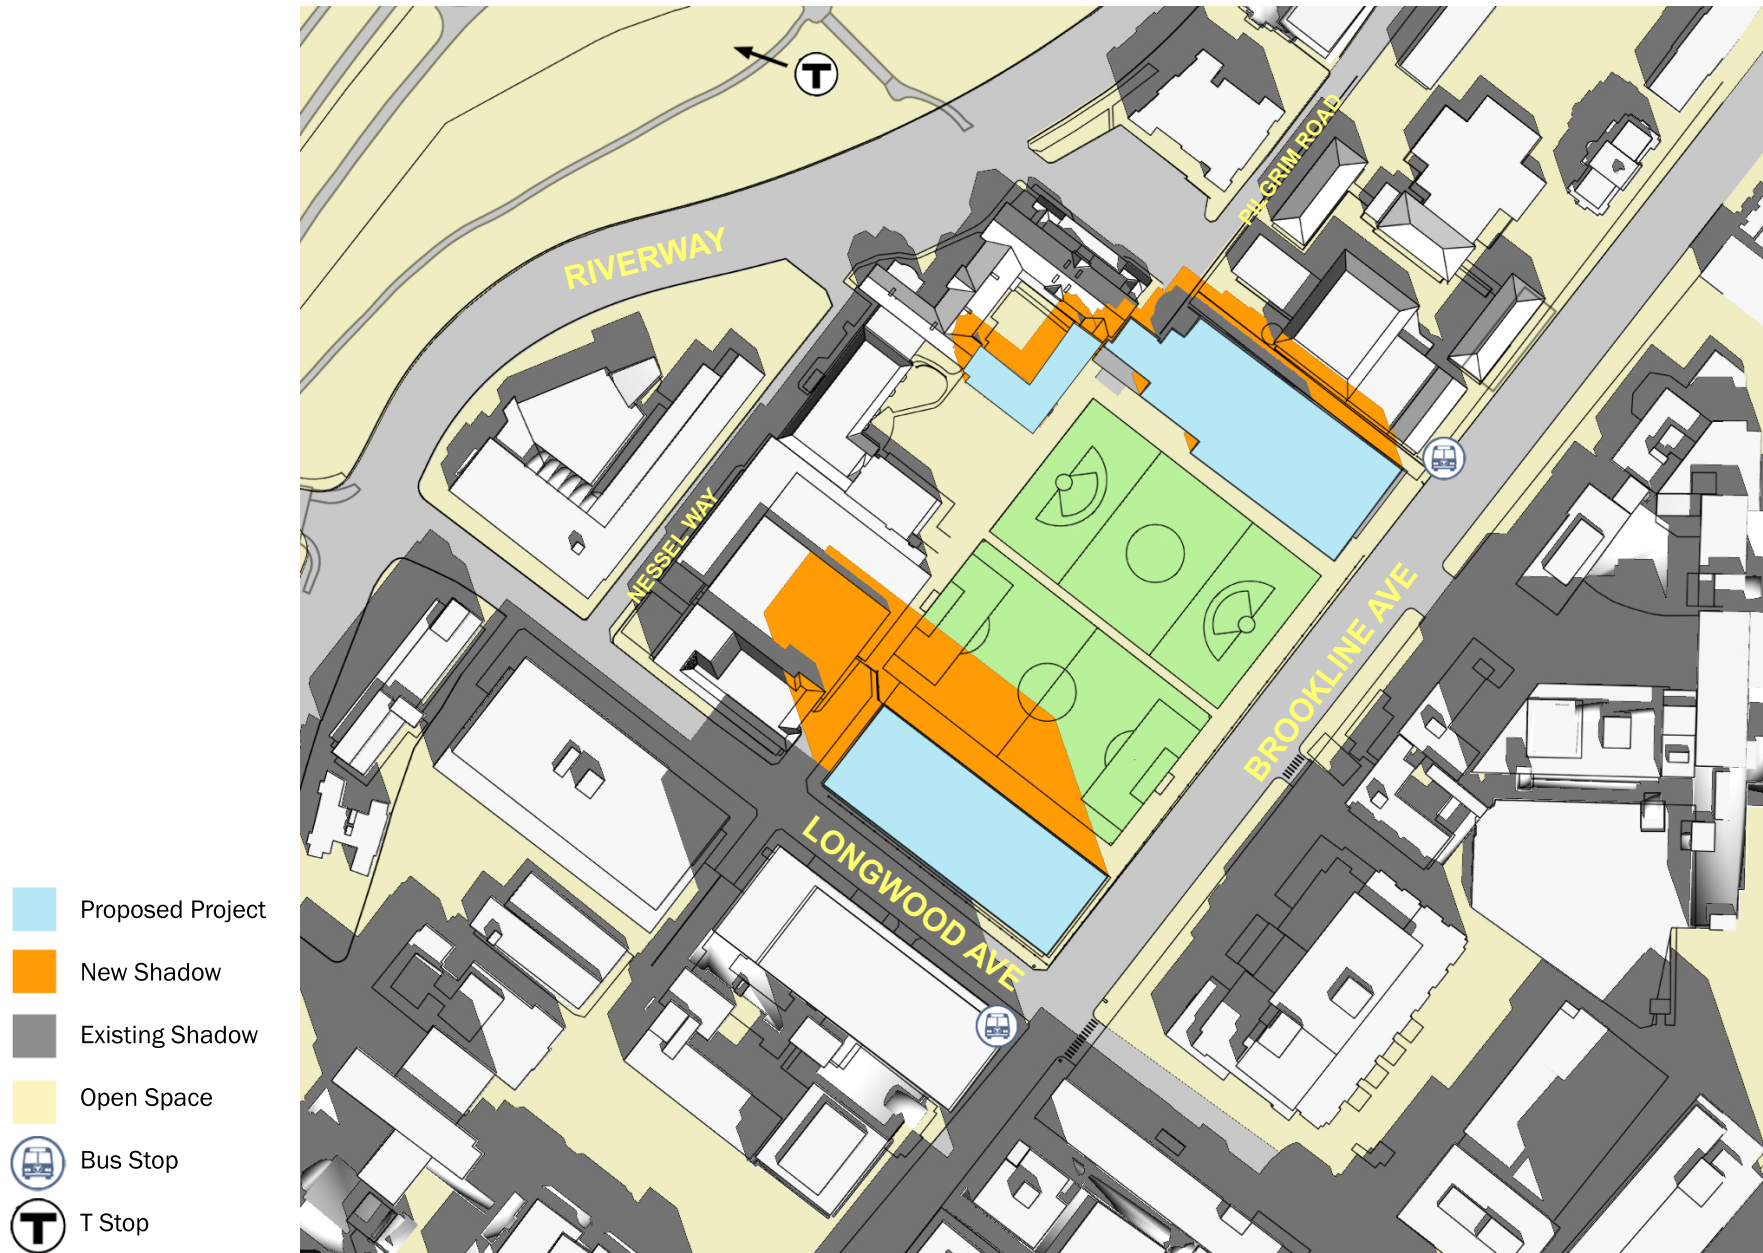 T
PILGRIM ROAD
RIVERWAY
NESSEL WAY
BROOKLINE AVE
LONGWOOD AVE
Proposed Project
New Shadow
Existing Shadow
Open Space
Bus Stop
T
T Stop